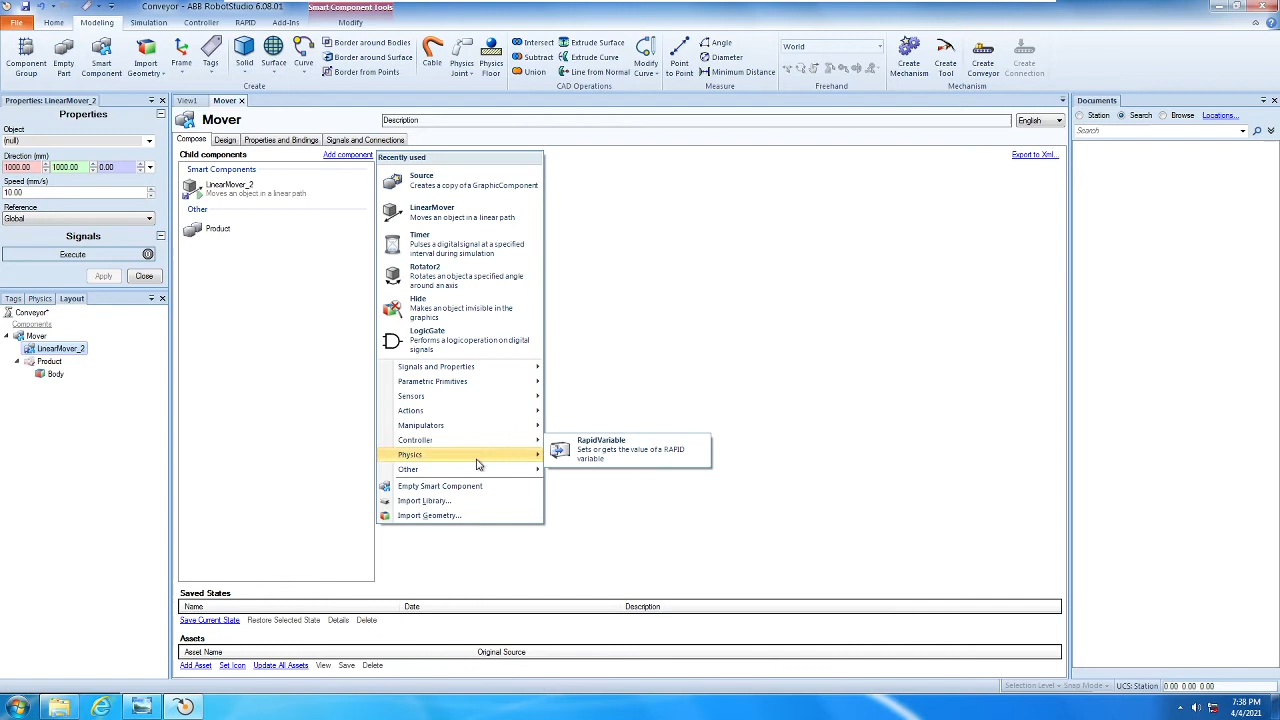 Conveyor - ABB RobotStudio 6.08.01
Smart Component Tools
File Home Modeling Simulation Controller RAPID Add-Ins Modify
Component Group
Empty Part
Smart Component
Import Geometry
Frame
Tags
Solid
Surface
Curve
Border around Bodies
Border around Surface
Border from Points
Cable
Physics Joint
Physics Floor
Intersect
Subtract
Union
Extrude Surface
Extrude Curve
Line from Normal
Modify Curve
Point to Point
Angle
Diameter
Minimum Distance
World
Create Mechanism
Create Tool
Create Conveyor
Create Connection
Create
CAD Operations
Measure
Freehand
Mechanism
Properties: LinearMover_2
Properties
Object
(null)
Direction (mm)
1000.00 1000.00 0.00
Speed (mm/s)
10.00
Reference
Global
Signals
Execute
Apply Close
Tags Physics Layout
Conveyor*
Components
Mover
LinearMover_2
Product
Body
View1 Mover
Mover
Description
English
Compose Design Properties and Bindings Signals and Connections
Child components
Add component
Export to Xml...
Smart Components
LinearMover_2
Moves an object in a linear path
Other
Product
Recently used
Source
Creates a copy of a GraphicComponent
LinearMover
Moves an object in a linear path
Timer
Pulses a digital signal at a specified
interval during simulation
Rotator2
Rotates an object a specified angle
around an axis
Hide
Makes an object invisible in the
graphics
LogicGate
Performs a logic operation on digital
signals
Signals and Properties
Parametric Primitives
Sensors
Actions
Manipulators
Controller
Physics
Other
Empty Smart Component
Import Library...
Import Geometry...
RapidVariable
Sets or gets the value of a RAPID
variable
Saved States
Name Date Description
Save Current State Restore Selected State Details Delete
Assets
Asset Name Original Source
Add Asset Set Icon Update All Assets View Save Delete
Documents
Station Search Browse Locations...
Search
Selection Level Snap Mode UCS: Station 0.00 0.00 0.00
7:38 PM
4/4/2021